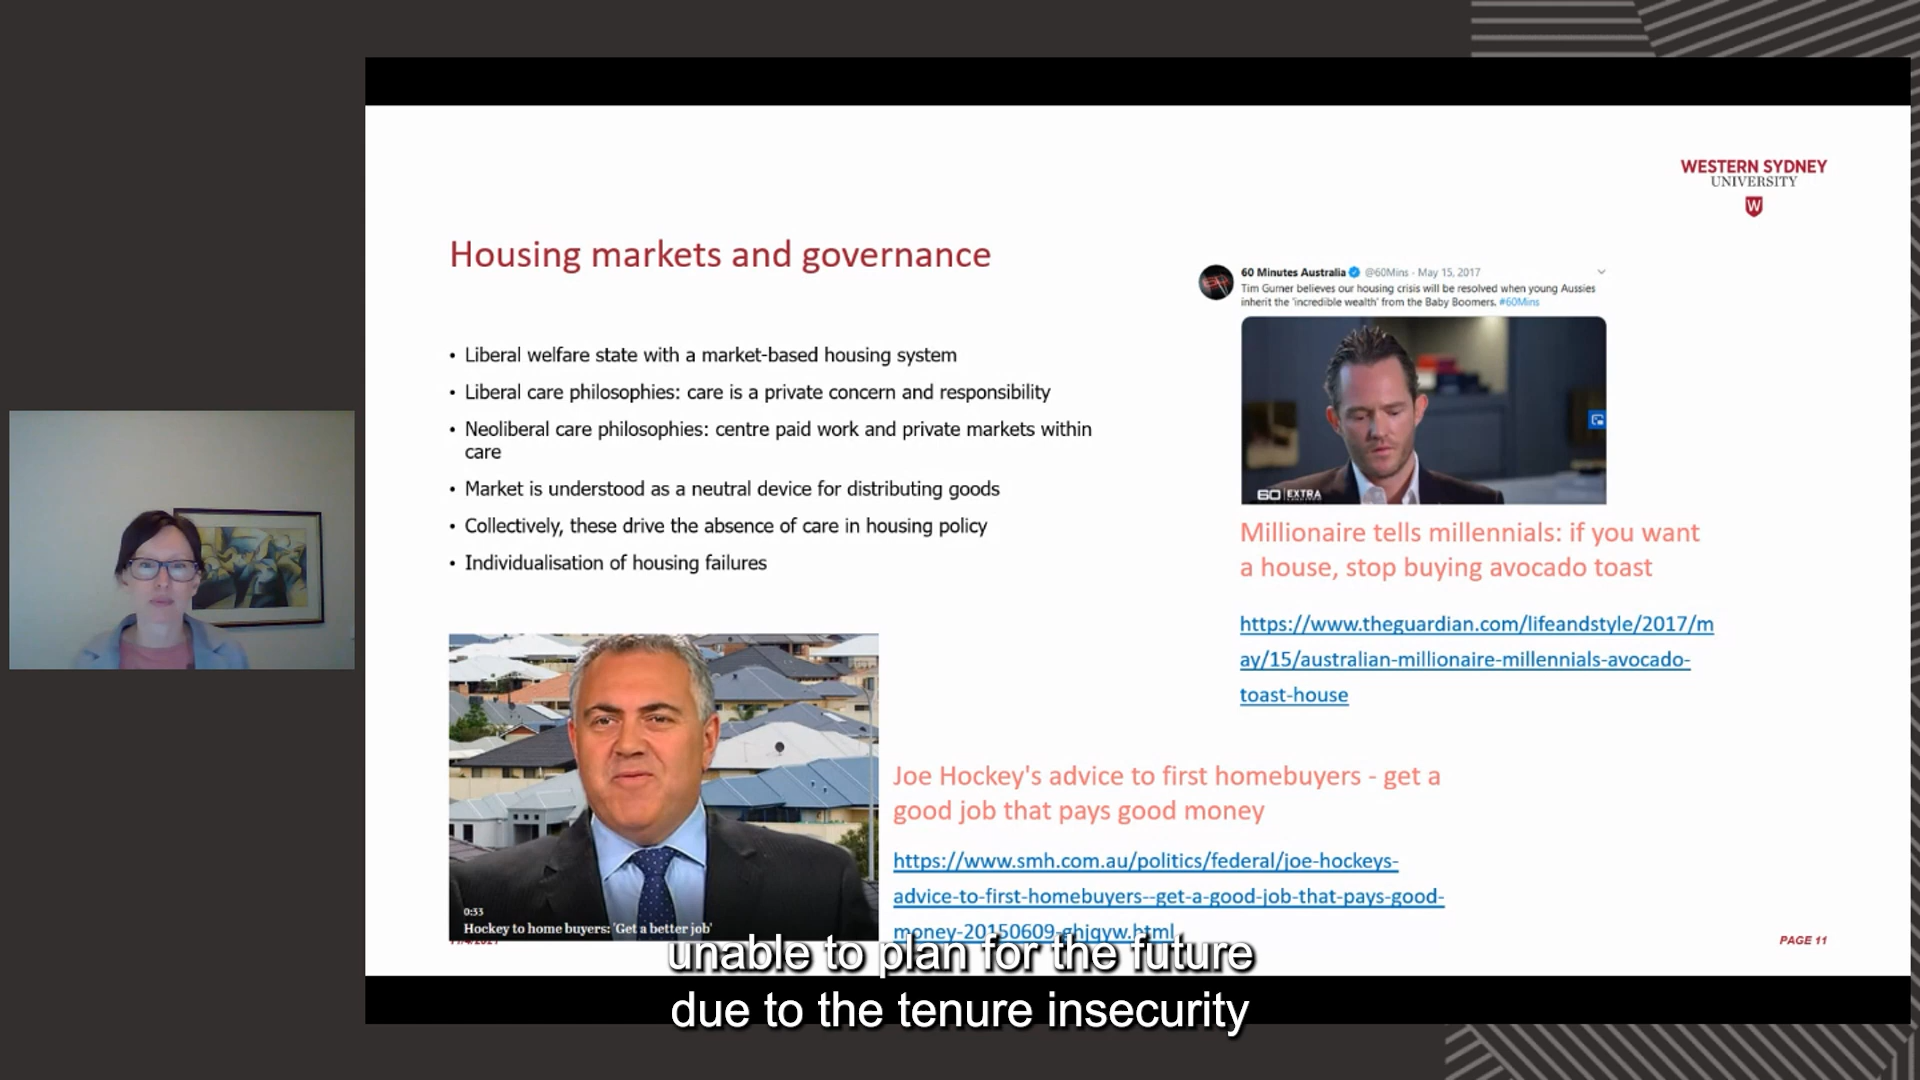 WESTERN SYDNEY
UNIVERSITY
W
Housing markets and governance
• Liberal welfare state with a market-based housing system
• Liberal care philosophies: care is a private concern and responsibility
• Neoliberal care philosophies: centre paid work and private markets within
care
• Market is understood as a neutral device for distributing goods
• Collectively, these drive the absence of care in housing policy
• Individualisation of housing failures
60 Minutes Australia @60Mins · May 15, 2017
Tim Gurner believes our housing crisis will be resolved when young Aussies
inherit the 'incredible wealth' from the Baby Boomers. #60Mins
60 EXTRA
Millionaire tells millennials: if you want
a house, stop buying avocado toast
https://www.theguardian.com/lifeandstyle/2017/m
ay/15/australian-millionaire-millennials-avocado-
toast-house
0:33
Hockey to home buyers: 'Get a better job'
Joe Hockey's advice to first homebuyers - get a
good job that pays good money
https://www.smh.com.au/politics/federal/joe-hockeys-
advice-to-first-homebuyers--get-a-good-job-that-pays-good-
money-20150609-ghjqyw.html
PAGE 11
unable to plan for the future
due to the tenure insecurity